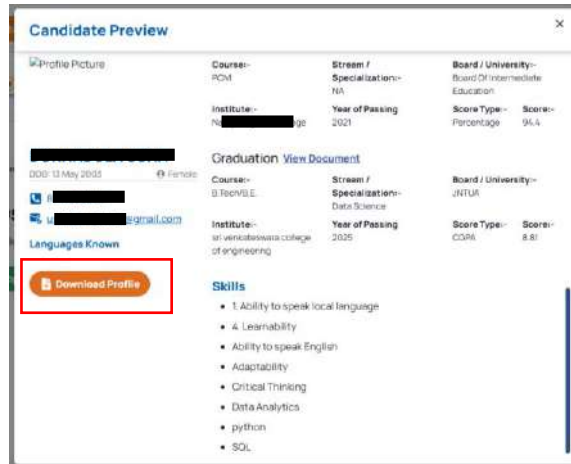 Candidate Preview
×
Profile Picture
Course:-
Stream / Specialization:-
Board / University:-
PCM
NA
Board Of Intermediate Education
Institute:-
Year of Passing
Score Type:-
Score:-
2021
Percentage
94.4
DOB: 13 May 2003
Female
@gmail.com
Languages Known
Download Profile
Graduation View Document
Course:-
Stream / Specialization:-
Board / University:-
B.Tech/B.E.
Data Science
JNTUA
Institute:-
Year of Passing
Score Type:-
Score:-
sri venkateswara college of engineering
2025
CGPA
8.81
Skills
1. Ability to speak local language
4. Learnability
Ability to speak English
Adaptability
Critical Thinking
Data Analytics
python
SQL